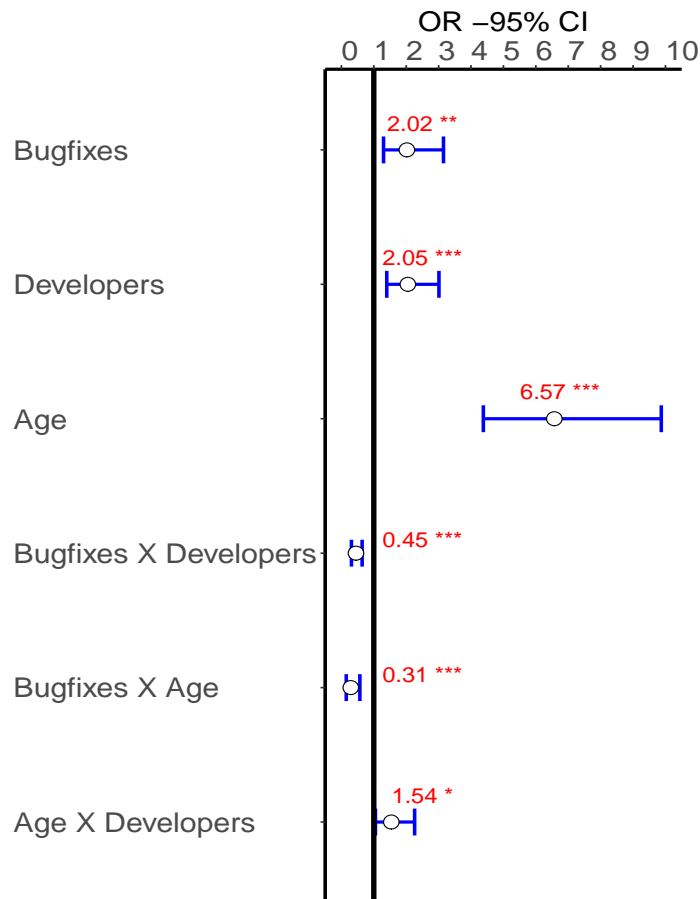 OR −95% CI
0 1 2 3 4 5 6 7 8 9 10
Bugfixes
2.02 **
Developers
2.05 ***
Age
6.57 ***
Bugfixes X Developers
0.45 ***
Bugfixes X Age
0.31 ***
Age X Developers
1.54 *